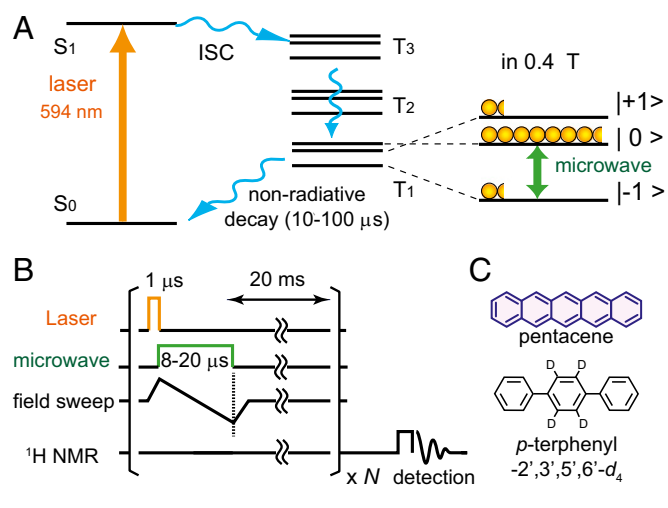 A
S1
ISC
T3
in 0.4 T
laser
594 nm
T2
|+1 >
| 0 >
microwave
S0
non-radiative
decay (10-100 μs)
T1
|-1 >
B
1 μs
20 ms
Laser
microwave
8-20 μs
field sweep
¹H NMR
x N
detection
C
pentacene
D
D
D
D
p-terphenyl
-2',3',5',6'-d4